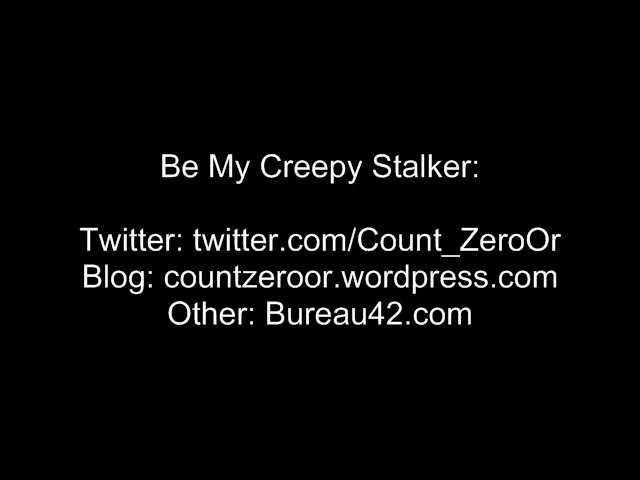 Be My Creepy Stalker:
Twitter: twitter.com/Count_ZeroOr
Blog: countzeroor.wordpress.com
Other: Bureau42.com